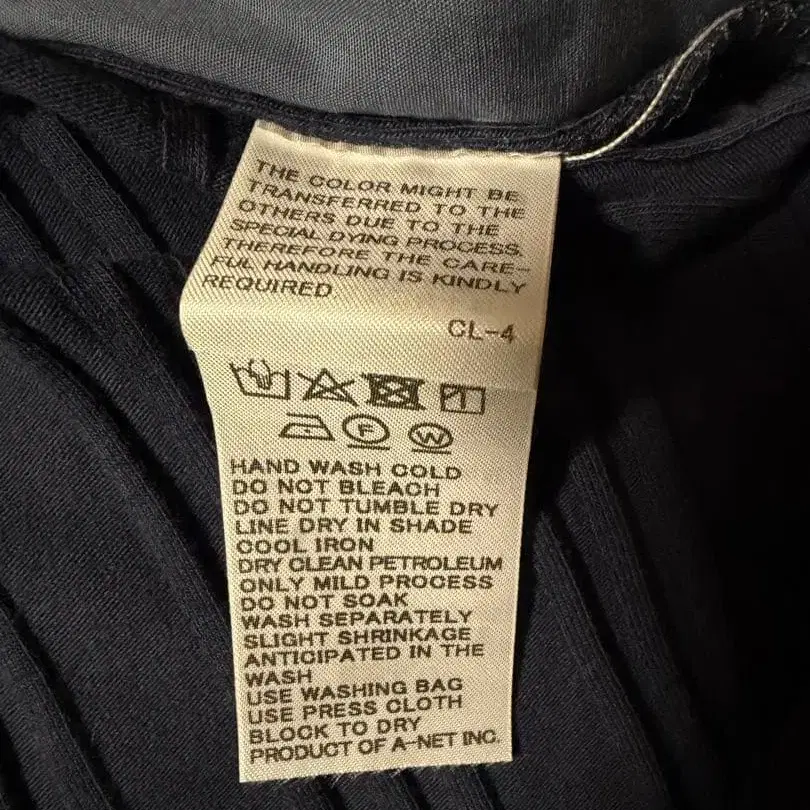 THE COLOR MIGHT BE
TRANSFERRED TO THE
OTHERS DUE TO THE
SPECIAL DYING PROCESS.
THEREFORE THE CARE-
FUL HANDLING IS KINDLY
REQUIRED
CL-4
F W
HAND WASH COLD
DO NOT BLEACH
DO NOT TUMBLE DRY
LINE DRY IN SHADE
COOL IRON
DRY CLEAN PETROLEUM
ONLY MILD PROCESS
DO NOT SOAK
WASH SEPARATELY
SLIGHT SHRINKAGE
ANTICIPATED IN THE
WASH
USE WASHING BAG
USE PRESS CLOTH
BLOCK TO DRY
PRODUCT OF A-NET INC.